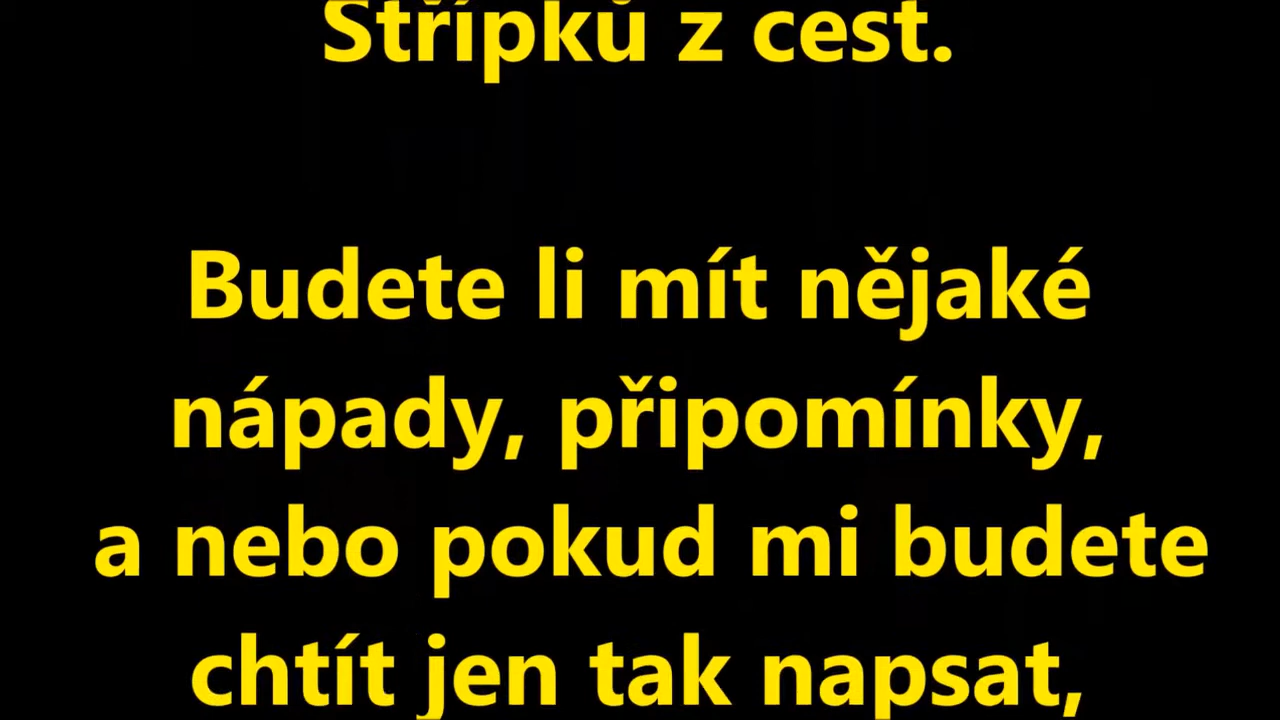 Střípků z cest.
Budete li mít nějaké
nápady, připomínky,
a nebo pokud mi budete
chtít jen tak napsat,